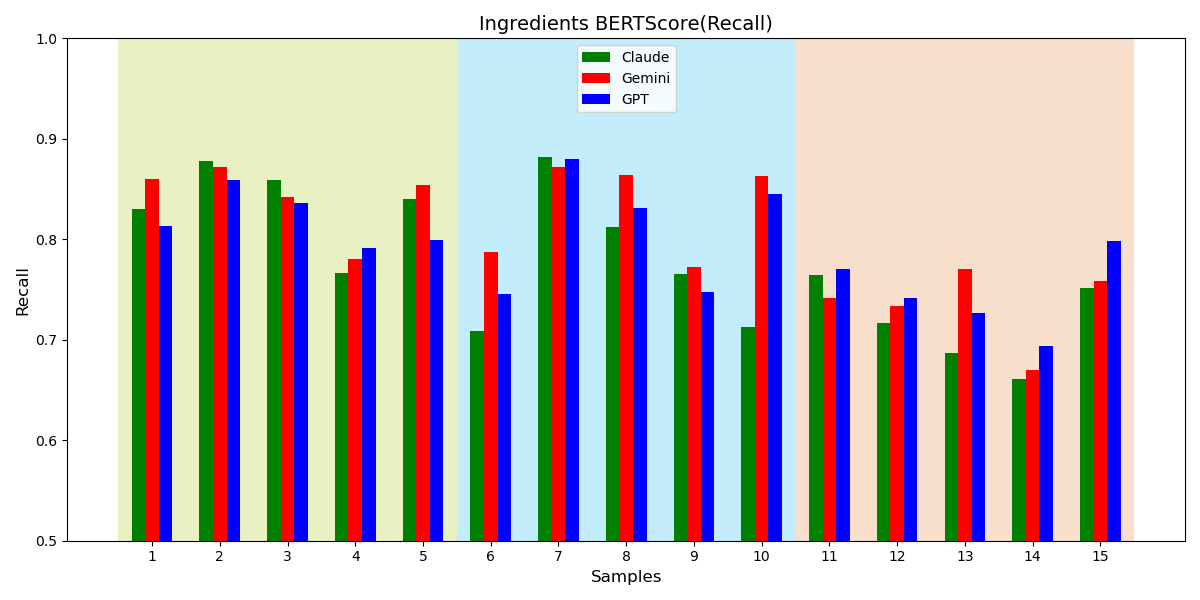 Ingredients BERTScore(Recall)
1.0
0.9
0.8
0.7
0.6
0.5
Recall
Claude
Gemini
GPT
1 2 3 4 5 6 7 8 9 10 11 12 13 14 15
Samples